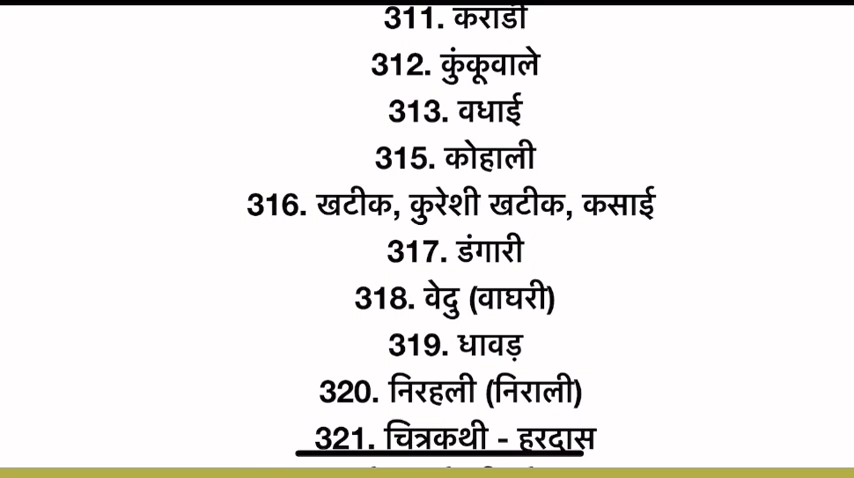 311. कराडी
312. कुंकूवाले
313. वधाई
315. कोहाली
316. खटीक, कुरेशी खटीक, कसाई
317. डंगारी
318. वेदु (वाघरी)
319. धावड़
320. निरहली (निराली)
321. चित्रकथी - हरदास